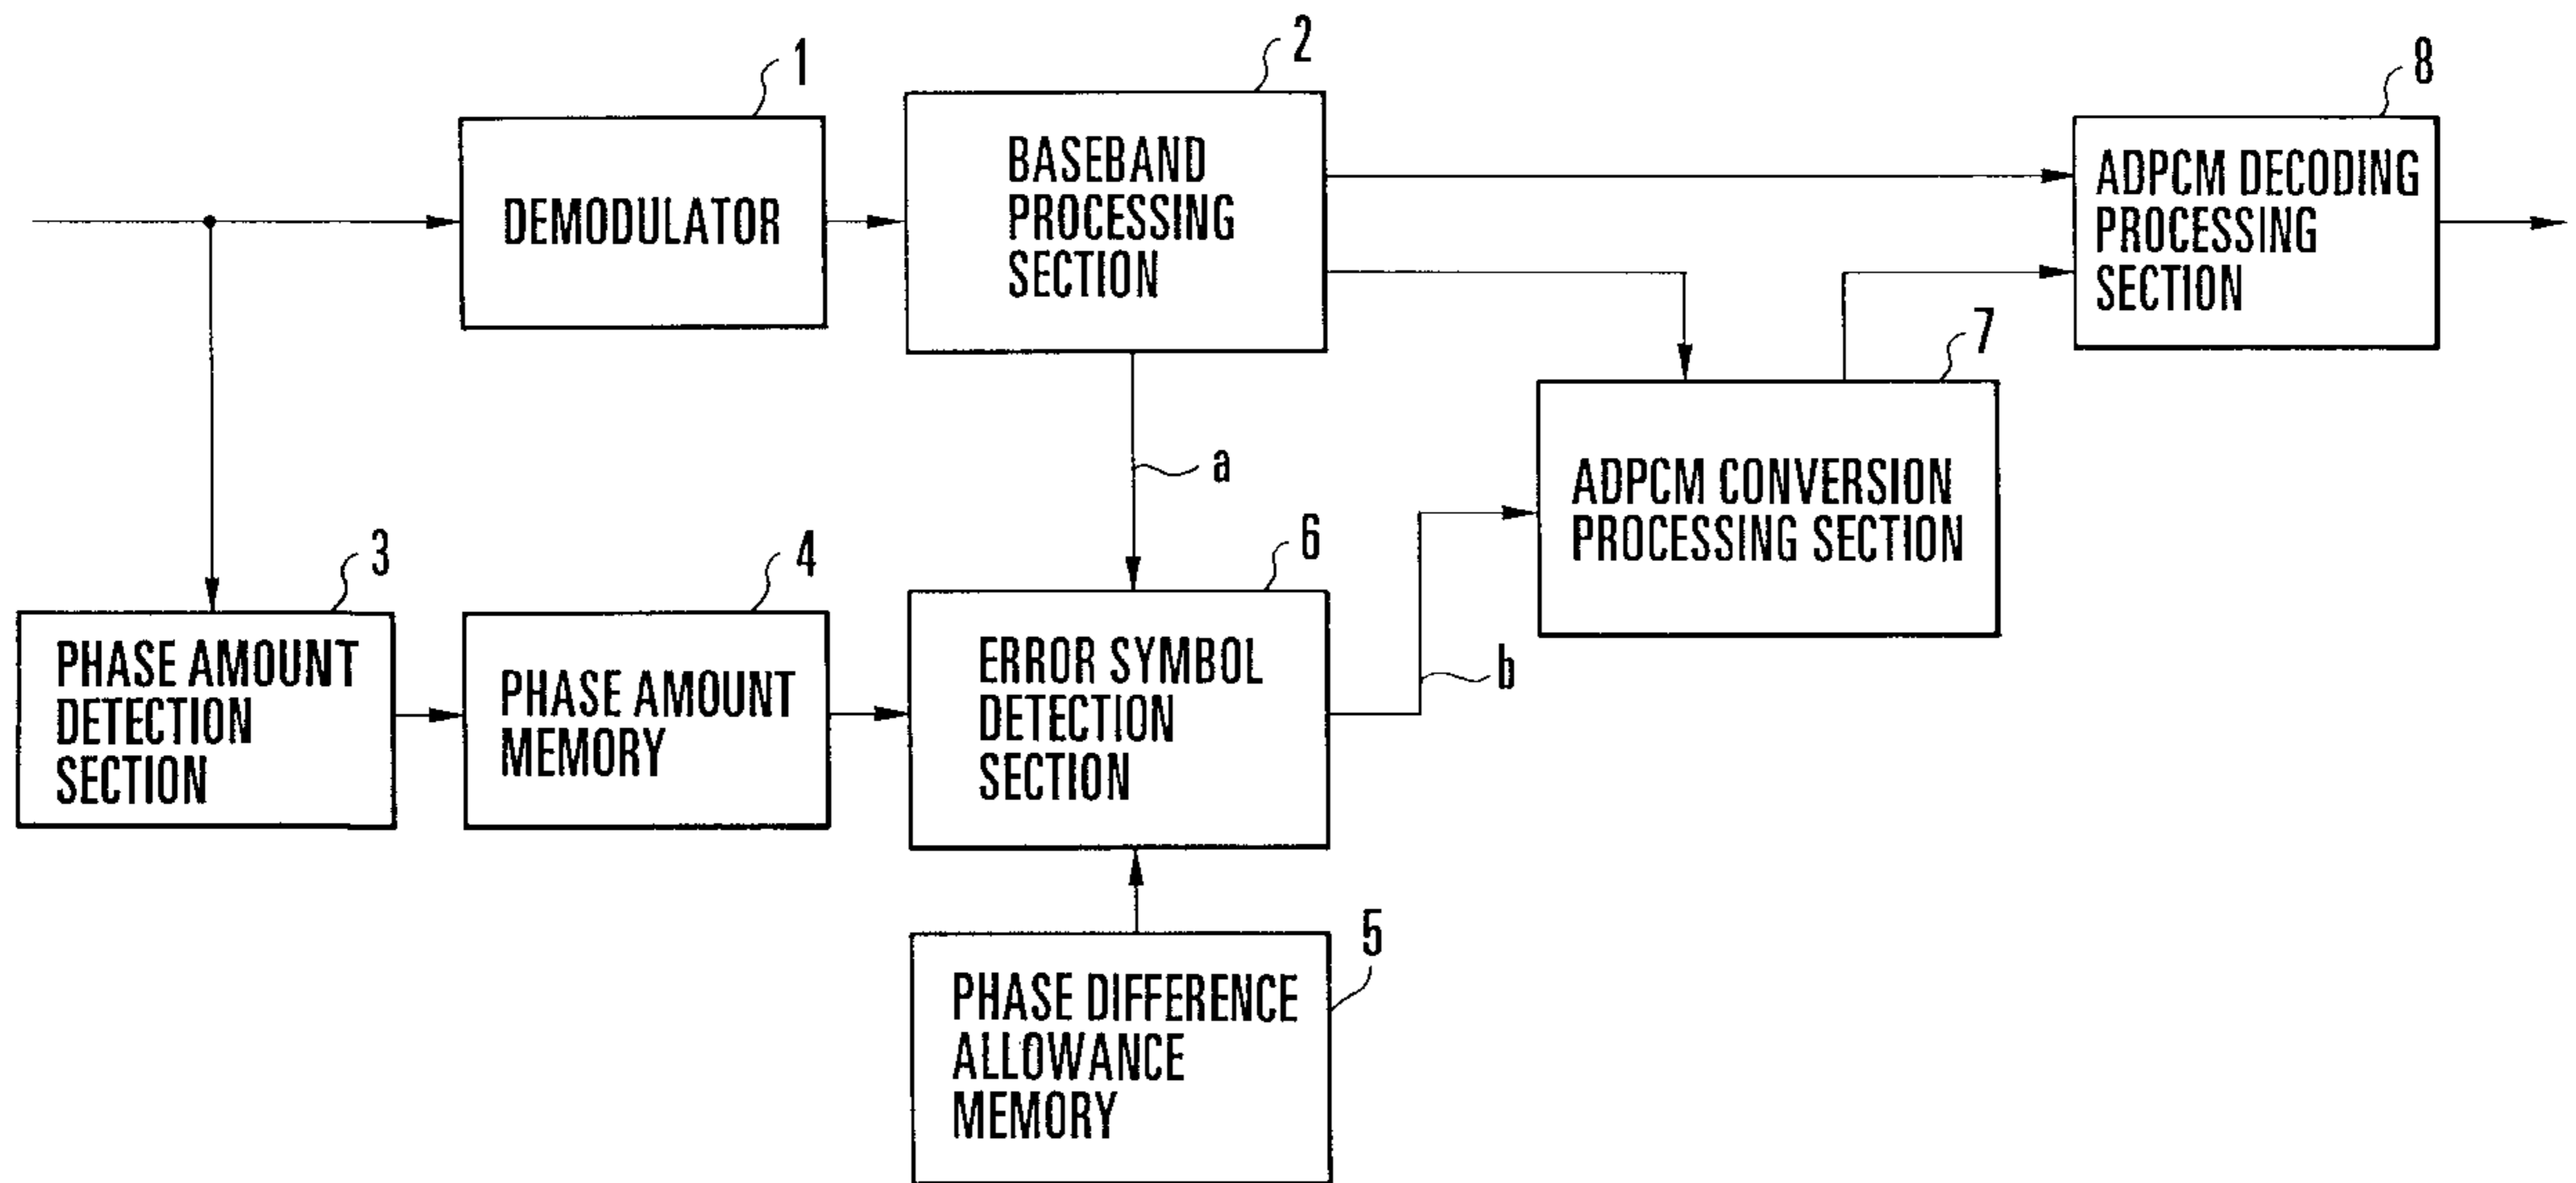 1
DEMODULATOR
2
BASEBAND
PROCESSING
SECTION
8
ADPCM DECODING
PROCESSING
SECTION
7
ADPCM CONVERSION
PROCESSING SECTION
a
3
PHASE AMOUNT
DETECTION
SECTION
4
PHASE AMOUNT
MEMORY
6
ERROR SYMBOL
DETECTION
SECTION
b
5
PHASE DIFFERENCE
ALLOWANCE
MEMORY